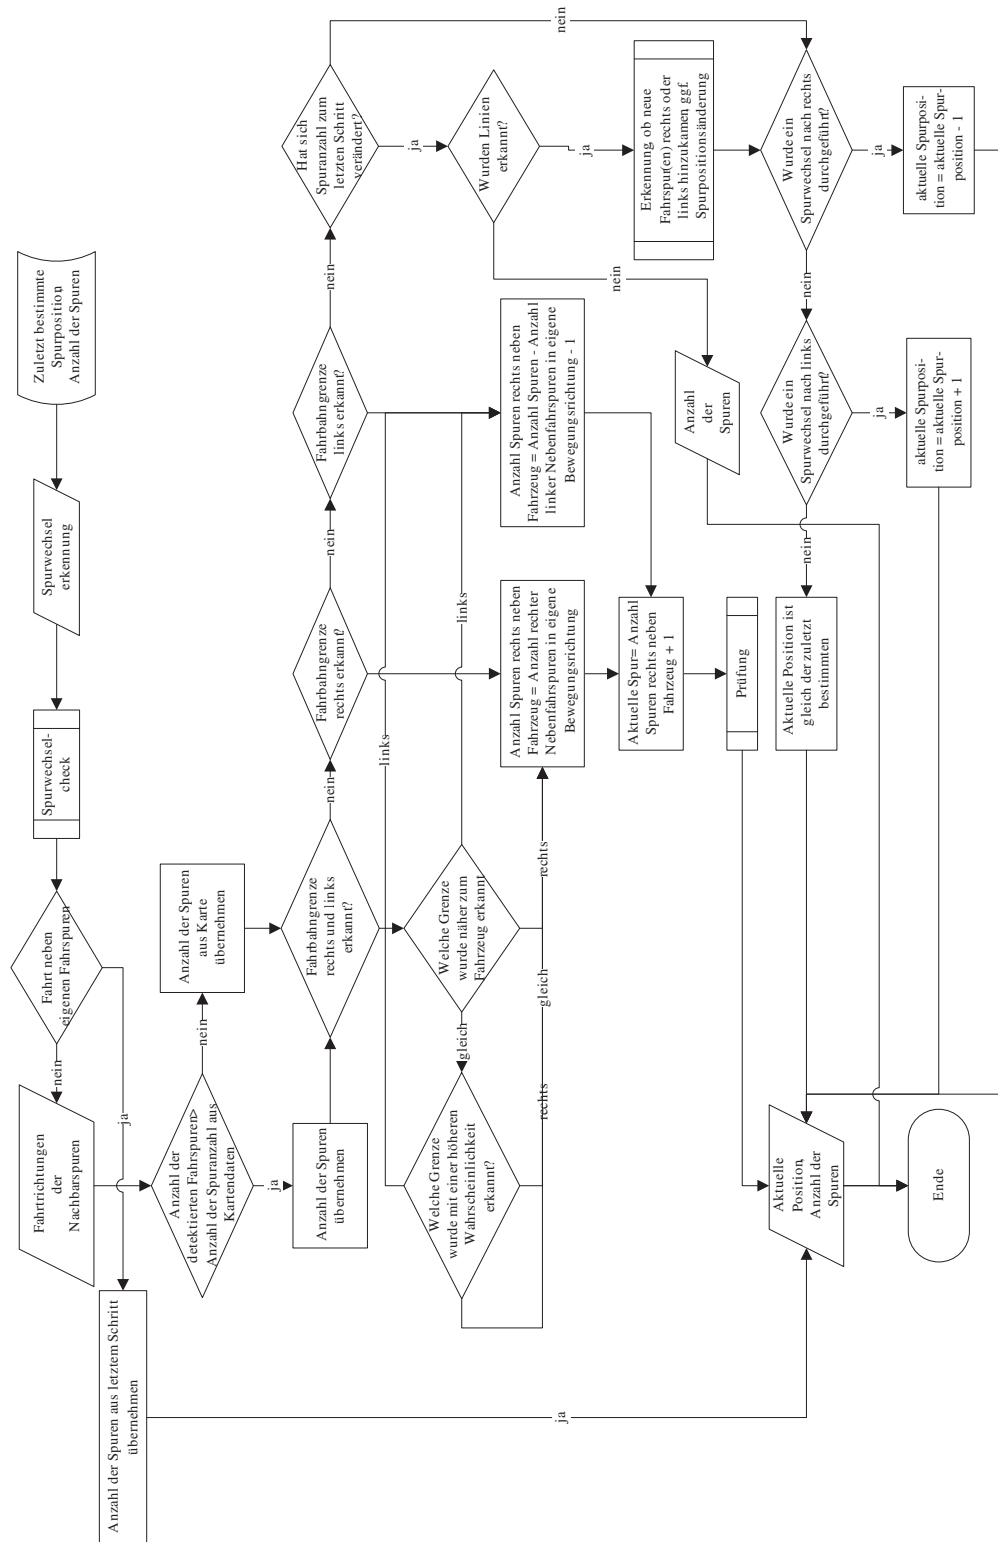 Zuletzt bestimmte
Spurposition,
Anzahl der Spuren
Spurwechsel
erkennung
Spurwechsel-
check
Fahrt neben
eigenen Fahrspuren
nein
ja
Fahrtrichtungen
der
Nachbarspuren
Anzahl der Spuren aus letztem Schritt
übernehmen
ja
Anzahl der
detektierten Fahrspuren>
Anzahl der Spuranzahl aus
Kartendaten
nein
ja
Anzahl der Spuren
aus Karte
übernehmen
Anzahl der Spuren
übernehmen
Fahrbahngrenze
rechts und links
erkannt?
nein
Fahrbahngrenze
rechts erkannt?
nein
Fahrbahngrenze
links erkannt?
nein
Hat sich
Spuranzahl zum
letzten Schritt
verändert?
nein
ja
Wurden Linien
erkannt?
ja
nein
Welche Grenze
wurde näher zum
Fahrzeug erkannt
links
rechts
gleich
Welche Grenze
wurde mit einer höheren
Wahrscheinlichkeit
erkannt?
links
rechts
gleich
Anzahl Spuren rechts neben
Fahrzeug = Anzahl Spuren - Anzahl
linker Nebenfahrspuren in eigene
Bewegungsrichtung - 1
Anzahl Spuren rechts neben
Fahrzeug = Anzahl rechter
Nebenfahrspuren in eigene
Bewegungsrichtung
Aktuelle Spur= Anzahl
Spuren rechts neben
Fahrzeug + 1
Prüfung
Erkennung ob neue
Fahrspur(en) rechts oder
links hinzukamen, ggf.
Spurpositionsänderung
Anzahl
der
Spuren
Wurde ein
Spurwechsel nach rechts
durchgeführt?
ja
nein
aktuelle Spurposi-
tion = aktuelle Spur-
position - 1
Wurde ein
Spurwechsel nach links
durchgeführt?
ja
nein
aktuelle Spurposi-
tion = aktuelle Spur-
position + 1
Aktuelle Position ist
gleich der zuletzt
bestimmten
Aktuelle
Position,
Anzahl der
Spuren
Ende